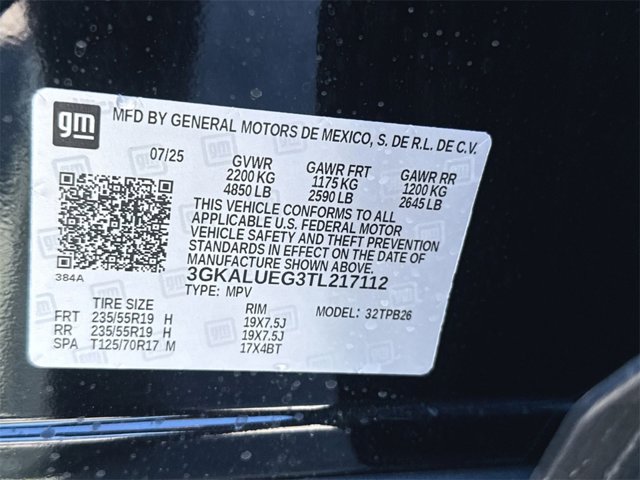 gm
MFD BY GENERAL MOTORS DE MEXICO, S. DE R.L. DE C.V.
07/25 GVWR GAWR FRT GAWR RR
2200 KG 1175 KG 1200 KG
4850 LB 2590 LB 2645 LB
THIS VEHICLE CONFORMS TO ALL
APPLICABLE U.S. FEDERAL MOTOR
VEHICLE SAFETY AND THEFT PREVENTION
STANDARDS IN EFFECT ON THE DATE OF
MANUFACTURE SHOWN ABOVE.
384A 3GKALUEG3TL217112
TYPE: MPV
TIRE SIZE RIM MODEL: 32TPB26
FRT 235/55R19 H 19X7.5J
RR 235/55R19 H 19X7.5J
SPA T125/70R17 M 17X4BT